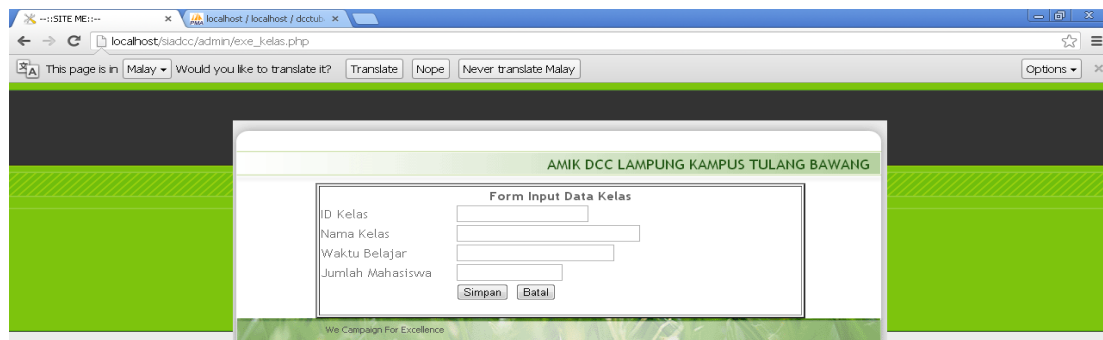 --::SITE ME::-- localhost / localhost / dcctub
localhost/siadcc/admin/exe_kelas.php
This page is in Malay Would you like to translate it? Translate Nope Never translate Malay Options
AMIK DCC LAMPUNG KAMPUS TULANG BAWANG
Form Input Data Kelas
ID Kelas
Nama Kelas
Waktu Belajar
Jumlah Mahasiswa
Simpan Batal
We Campaign For Excellence